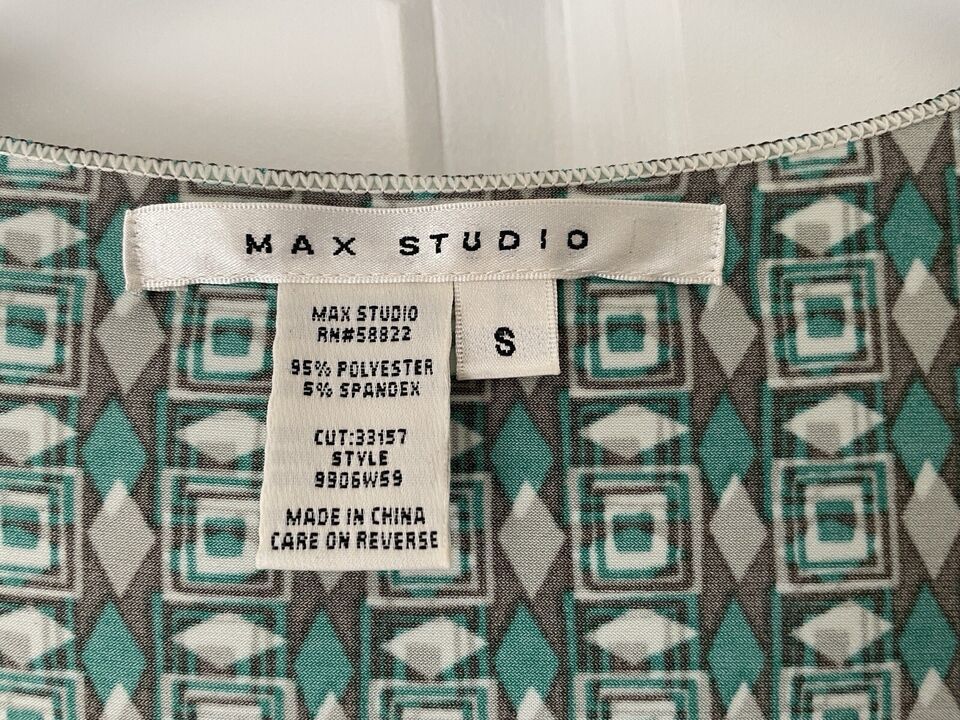 MAX STUDIO
MAX STUDIO
RN#58822
95% POLYESTER
5% SPANDEX
CUT:33157
STYLE
9906W59
MADE IN CHINA
CARE ON REVERSE
S